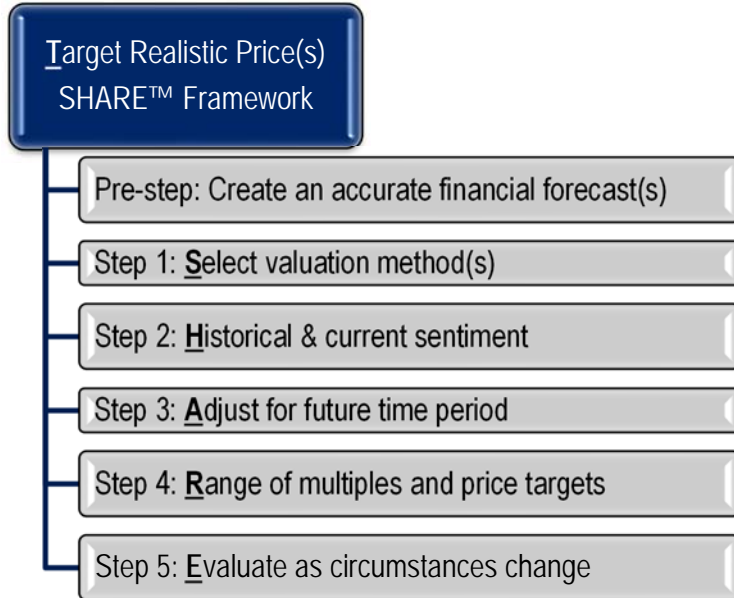 Target Realistic Price(s)
SHARE™ Framework
Pre-step: Create an accurate financial forecast(s)
Step 1: Select valuation method(s)
Step 2: Historical & current sentiment
Step 3: Adjust for future time period
Step 4: Range of multiples and price targets
Step 5: Evaluate as circumstances change